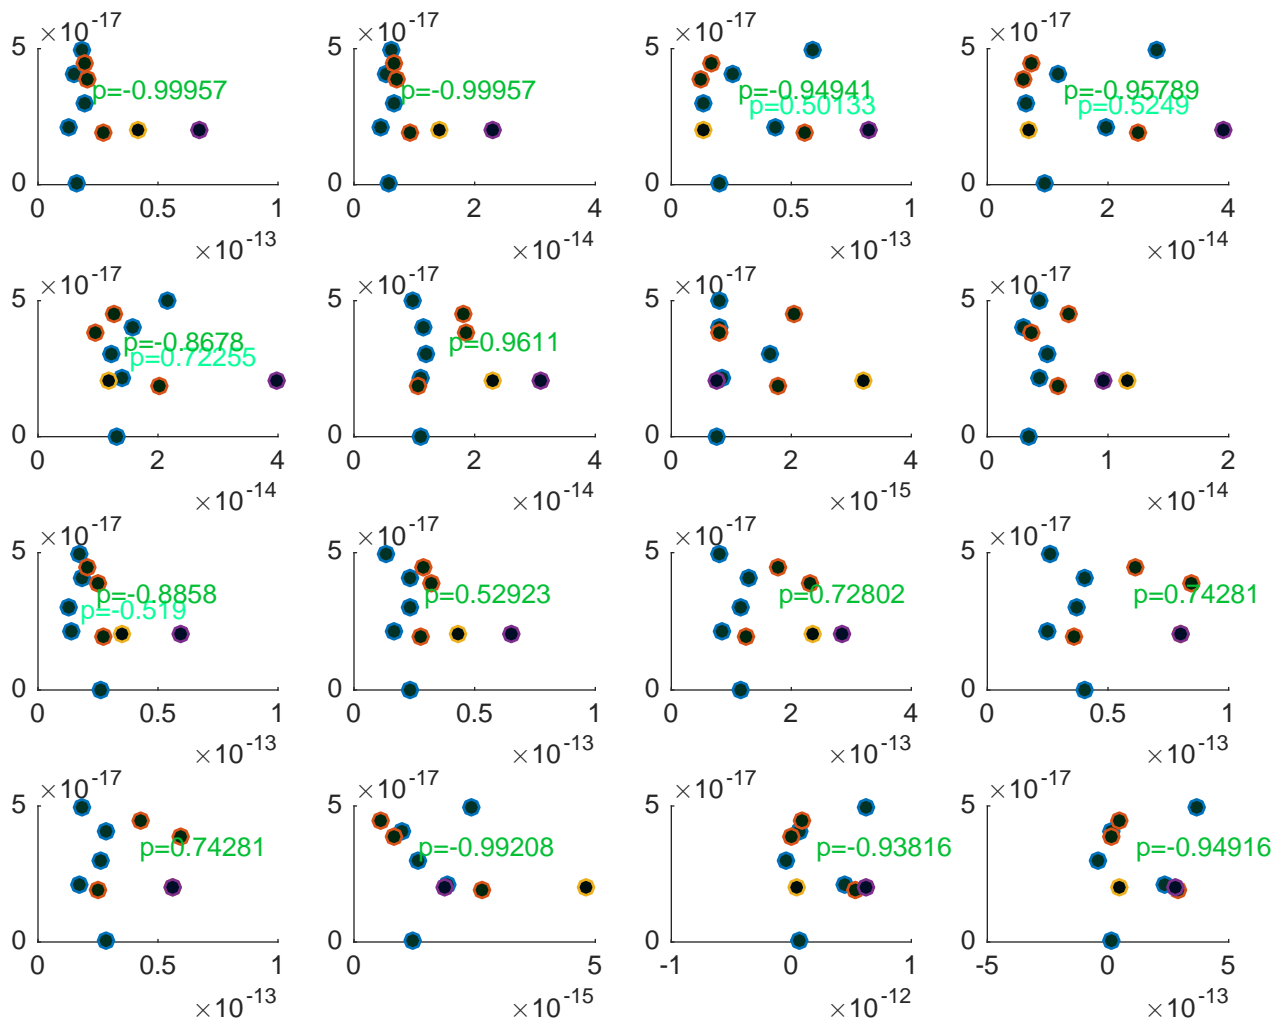 ×10-17 ×10-17 ×10-17 ×10-17
5 5 5 5
p=-0.99957 p=-0.99957 p=-0.94941 p=-0.95789
p=0.50133 p=0.5249
0 0 0 0
0 0.5 1 0 2 4 0 0.5 1 0 2 4
×10-13 ×10-14 ×10-13 ×10-14
×10-17 ×10-17 ×10-17 ×10-17
5 5 5 5
p=-0.8678 p=0.9611
p=0.72255
0 0 0 0
0 2 4 0 2 4 0 2 4 0 1 2
×10-14 ×10-14 ×10-15 ×10-14
×10-17 ×10-17 ×10-17 ×10-17
5 5 5 5
p=-0.8858 p=0.52923 p=0.72802 p=0.74281
p=-0.519
0 0 0 0
0 0.5 1 0 0.5 1 0 2 4 0 0.5 1
×10-13 ×10-13 ×10-13 ×10-13
×10-17 ×10-17 ×10-17 ×10-17
5 5 5 5
p=0.74281 p=-0.99208 p=-0.93816 p=-0.94916
0 0 0 0
0 0.5 1 0 5 -1 0 1 -5 0 5
×10-13 ×10-15 ×10-12 ×10-13